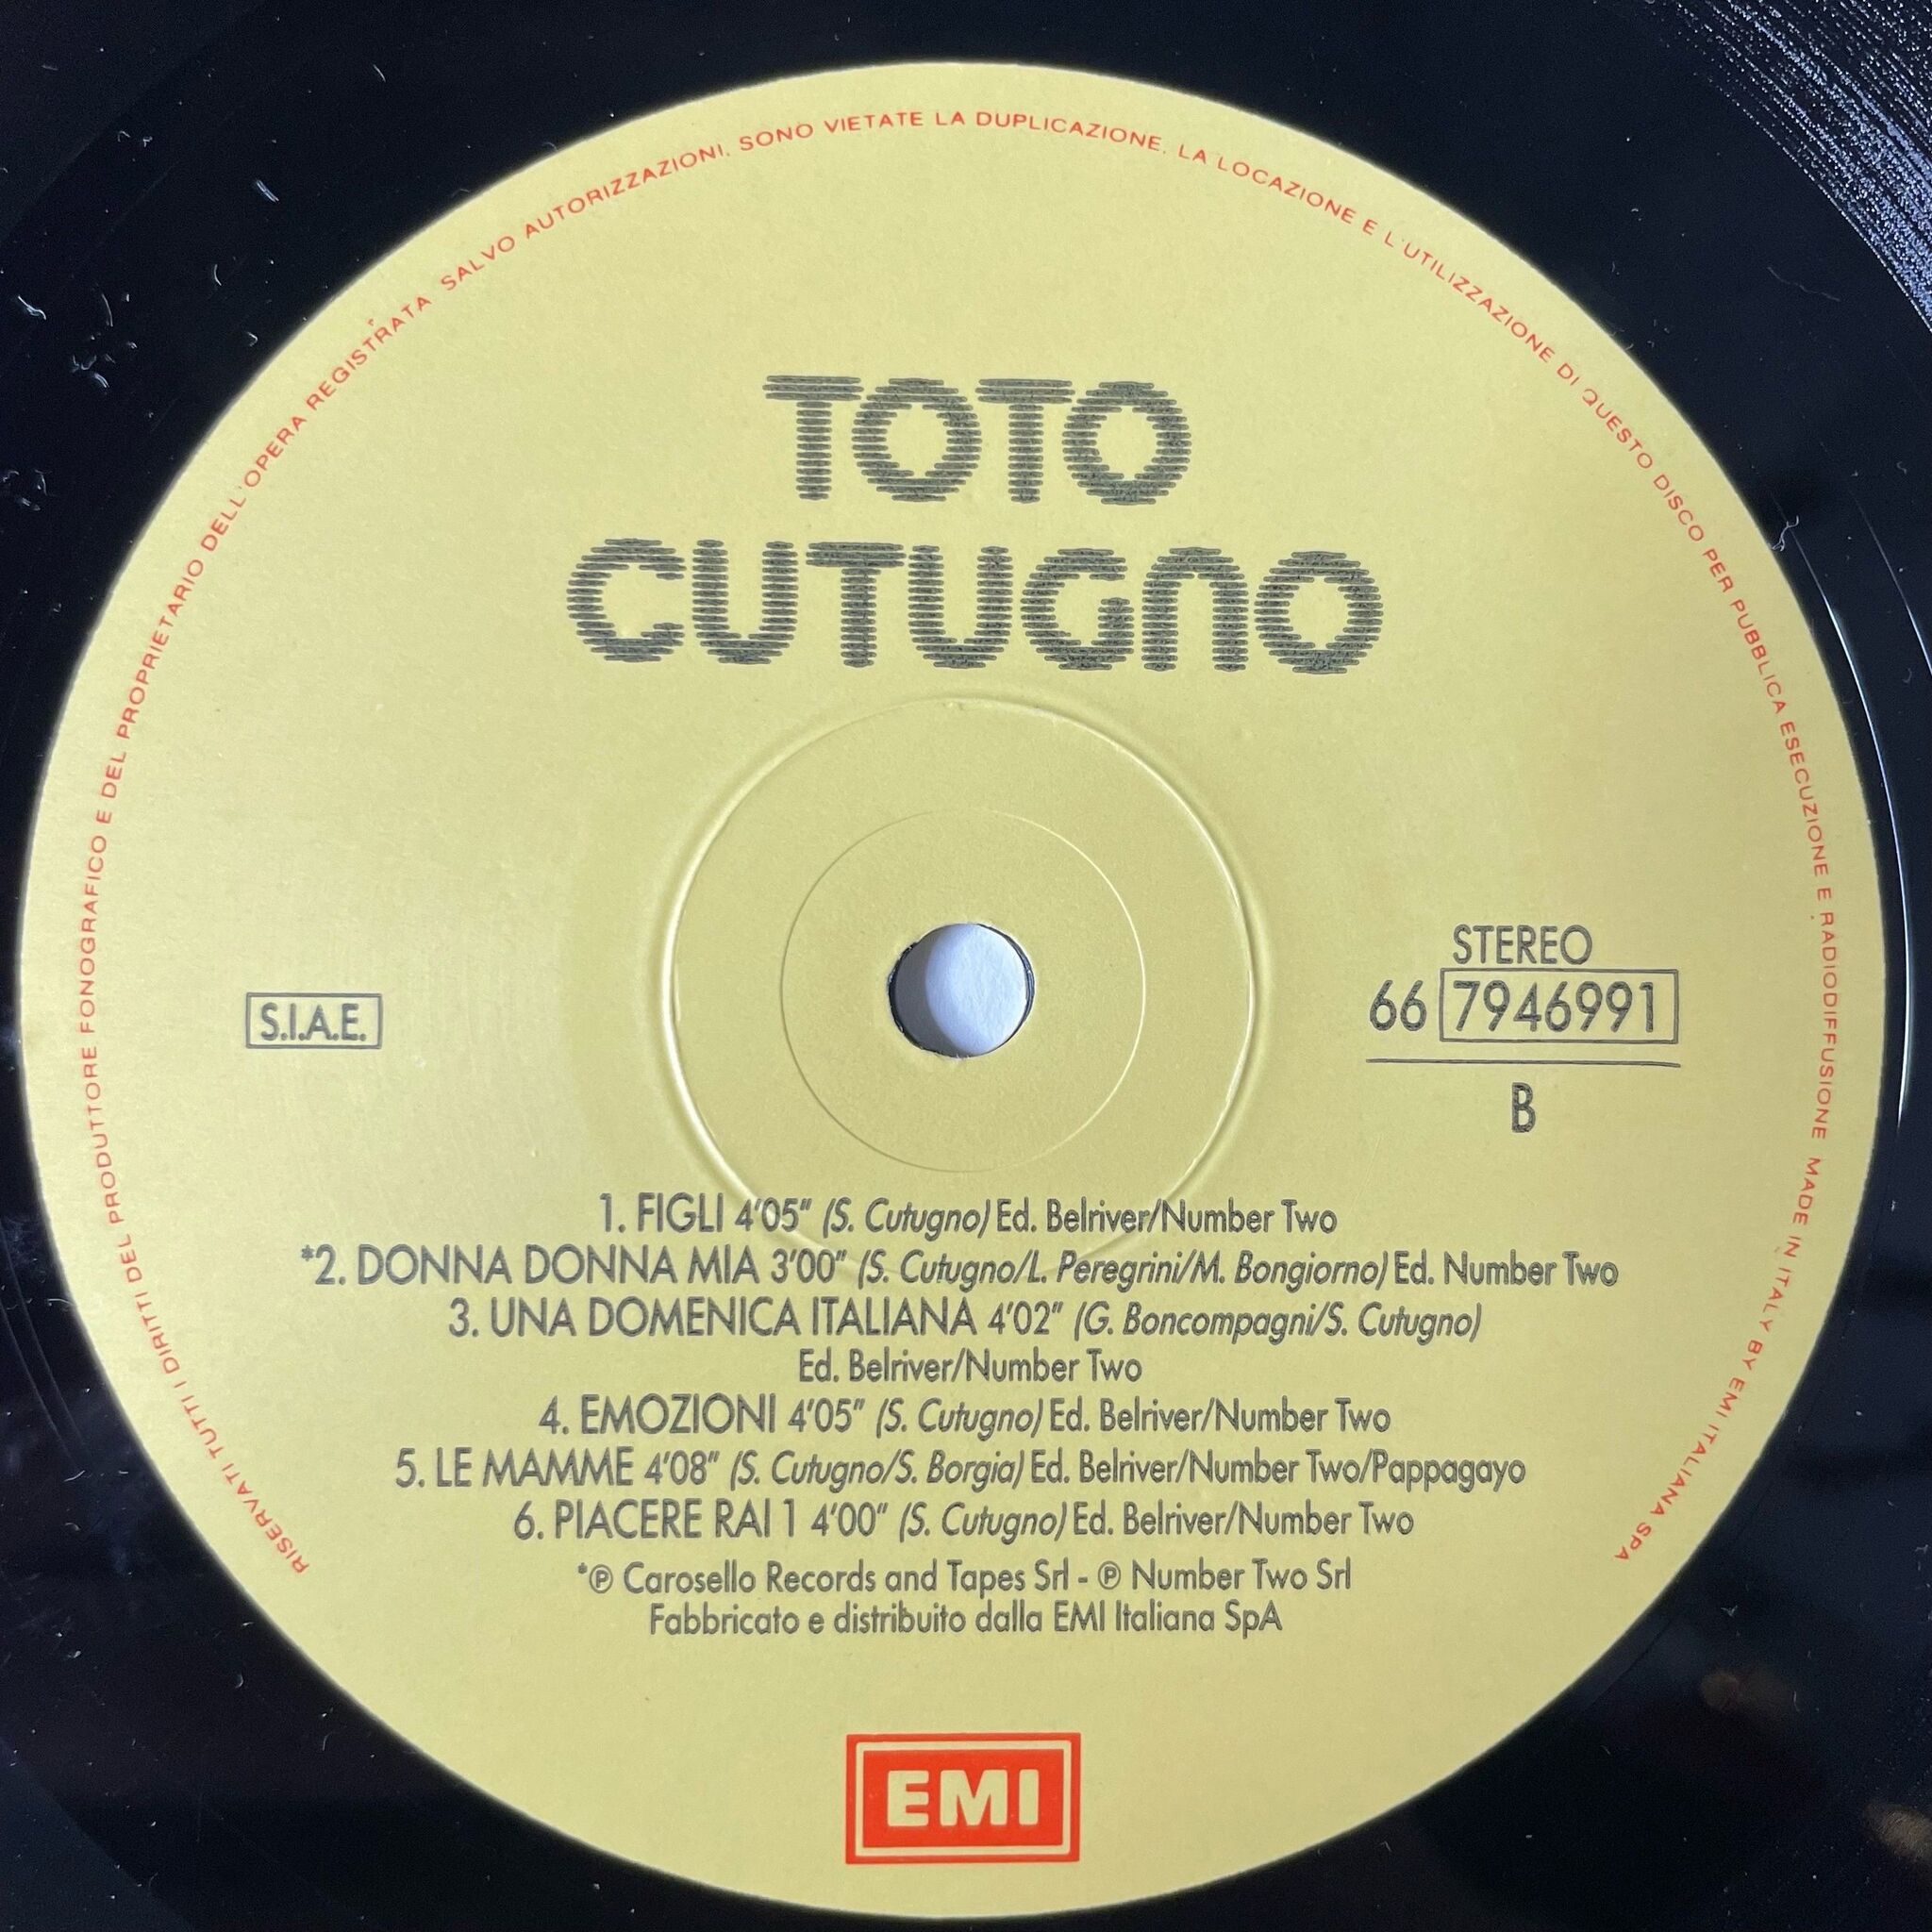 RISERVATI TUTTI I DIRITTI DEL PRODUTTORE FONOGRAFICO E DEL PROPRIETARIO DELL'OPERA REGISTRATA SALVO AUTORIZZAZIONI, SONO VIETATE LA DUPLICAZIONE, LA LOCAZIONE E L'UTILIZZAZIONE DI QUESTO DISCO PER PUBBLICA ESECUZIONE E RADIODIFFUSIONE MADE IN ITALY BY EMI ITALIANA SPA
TOTO
CUTUGNO
S.I.A.E.
STEREO
66 7946991
B
1. FIGLI 4'05" (S. Cutugno) Ed. Belriver/Number Two
*2. DONNA DONNA MIA 3'00" (S. Cutugno/L. Peregrini/M. Bongiorno) Ed. Number Two
3. UNA DOMENICA ITALIANA 4'02" (G. Boncompagni/S. Cutugno)
Ed. Belriver/Number Two
4. EMOZIONI 4'05" (S. Cutugno) Ed. Belriver/Number Two
5. LE MAMME 4'08" (S. Cutugno/S. Borgia) Ed. Belriver/Number Two/Pappagayo
6. PIACERE RAI 1 4'00" (S. Cutugno) Ed. Belriver/Number Two
*℗ Carosello Records and Tapes Srl - ℗ Number Two Srl
Fabbricato e distribuito dalla EMI Italiana SpA
EMI